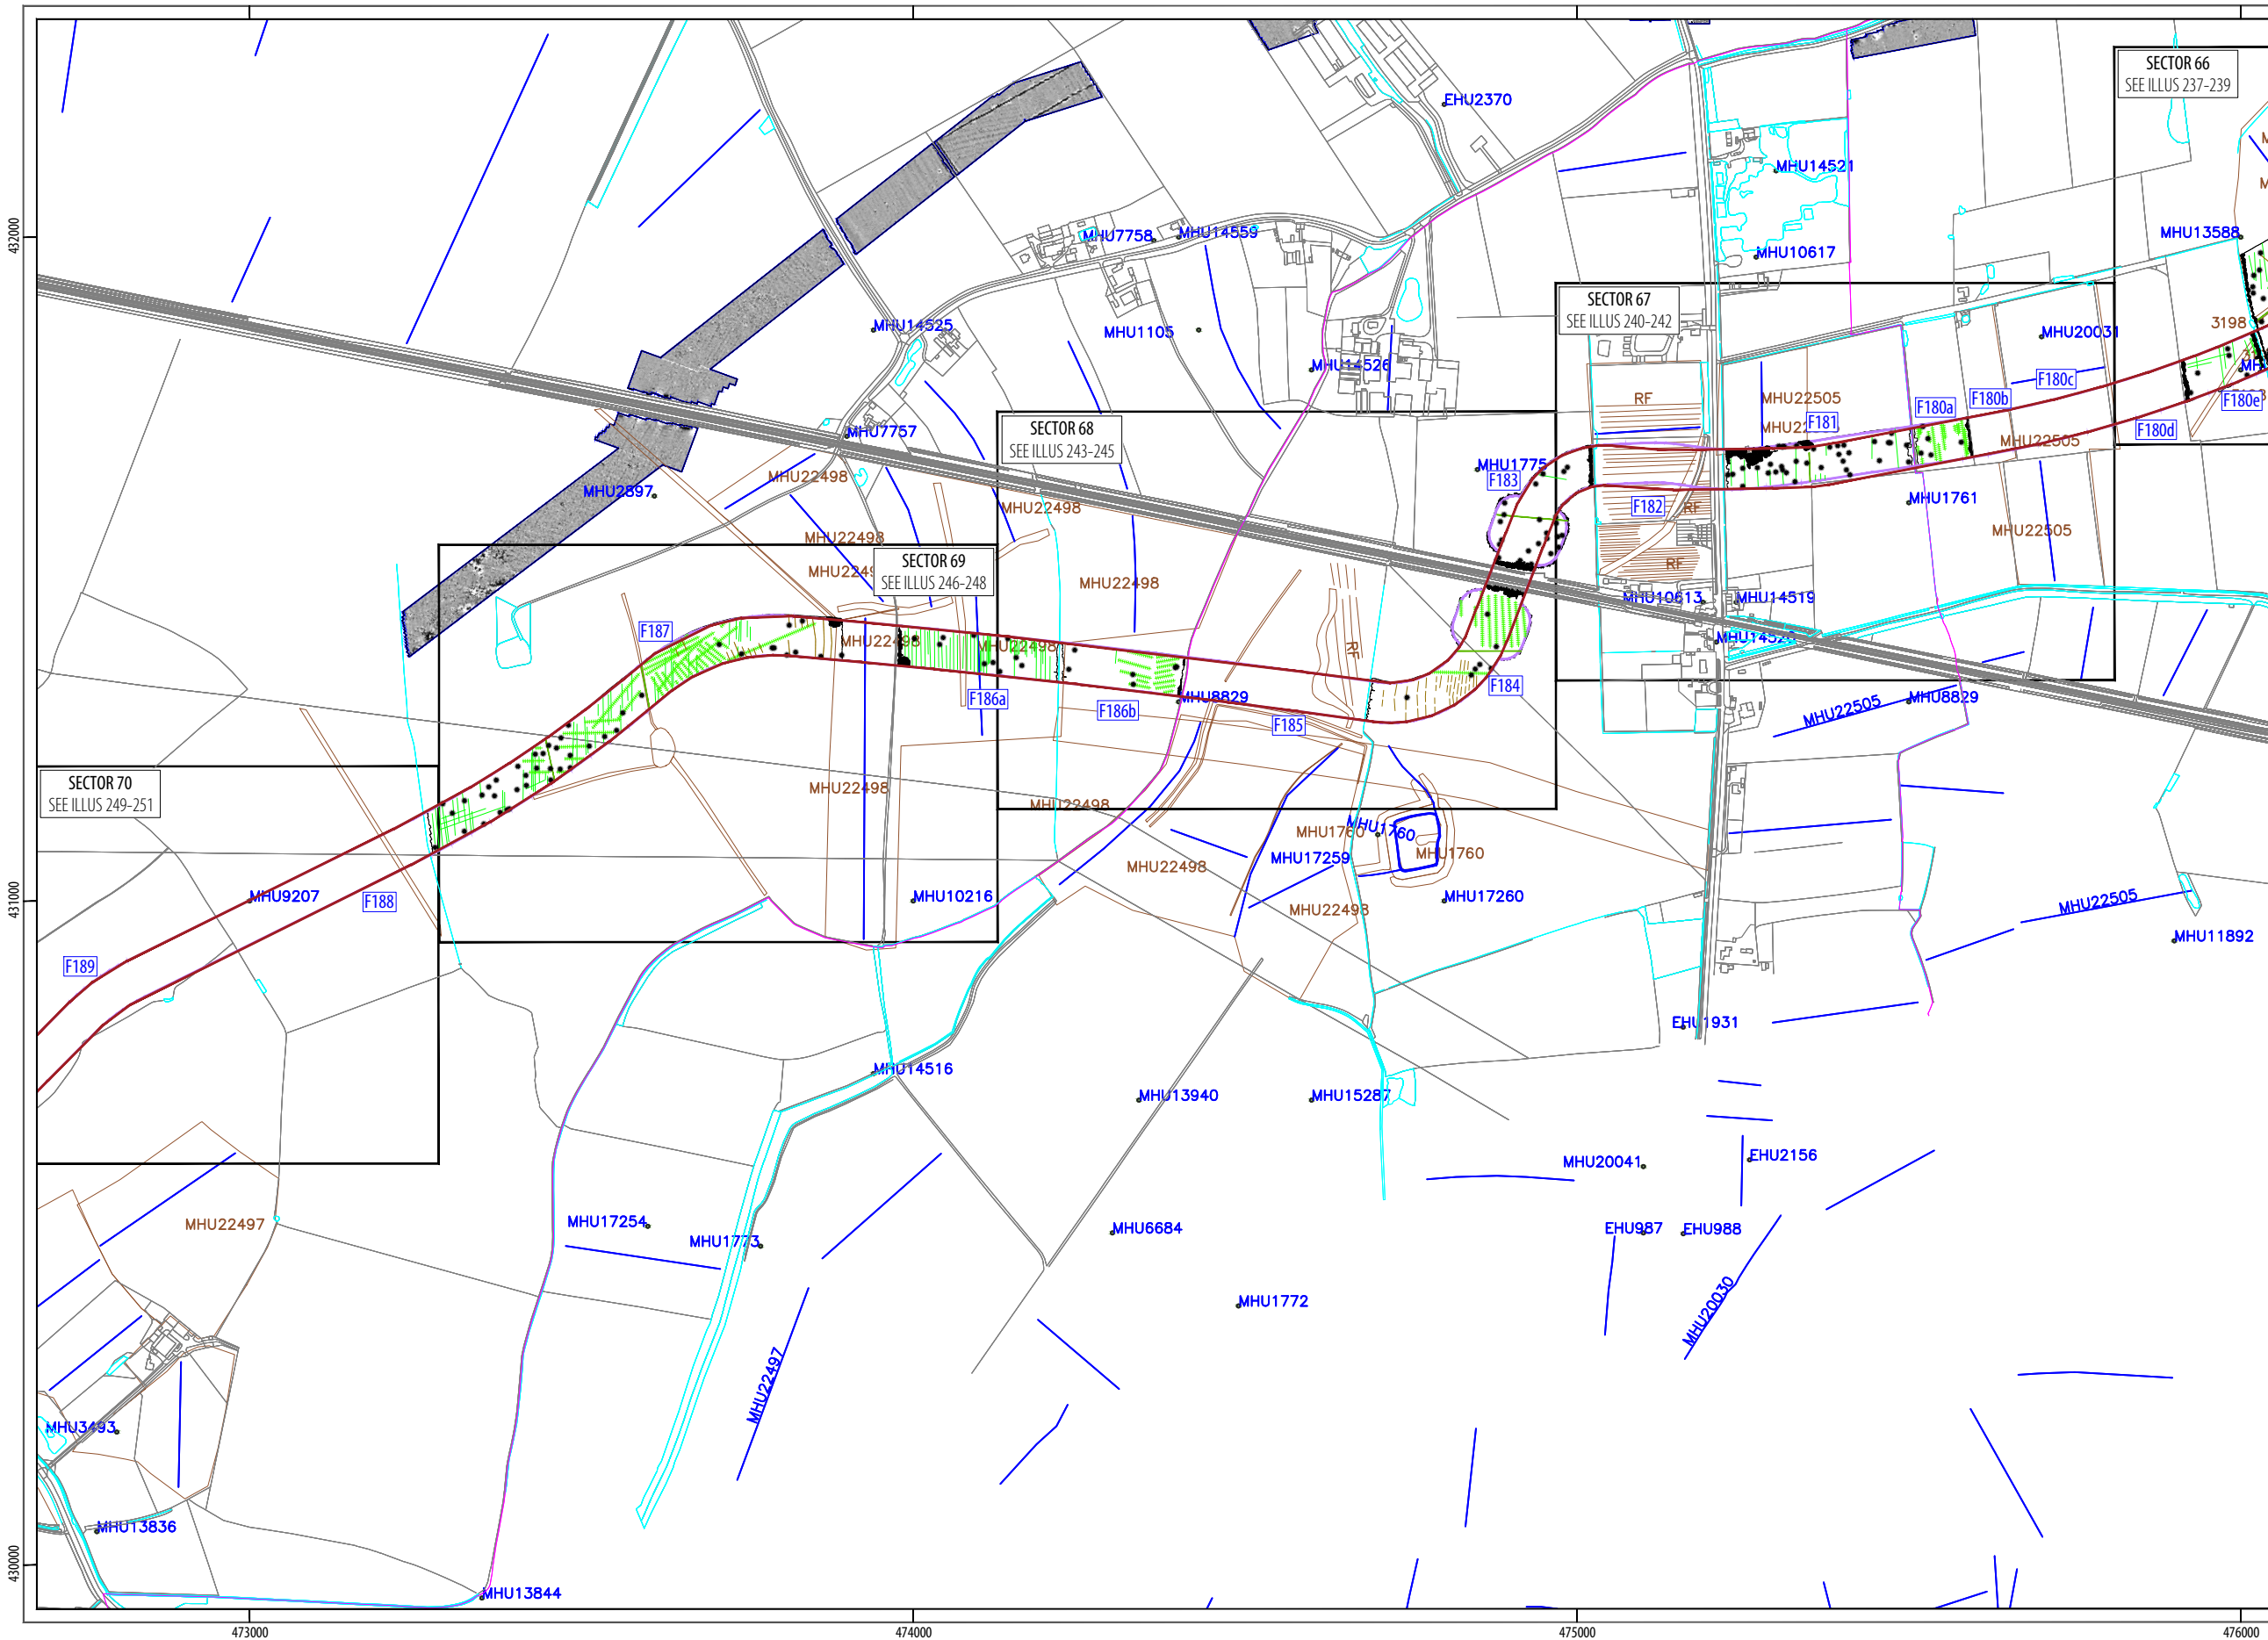 SECTOR 66
SEE ILLUS 237-239
EHU2370
MHU14521
432000
MHU7758
MHU14559
MHU10617
MHU13588
SECTOR 67
SEE ILLUS 240-242
MHU14525
MHU1105
MHU14526
3198
MHU20031
F180c
RF
MHU22505
F180a
F180b
F180e
F181
F180d
MHU22505
MHU7757
SECTOR 68
SEE ILLUS 243-245
MHU22498
MHU2897
MHU1775
F183
MHU1761
F182
RF
MHU22498
MHU22498
MHU22505
SECTOR 69
SEE ILLUS 246-248
MHU22498
RF
MHU10613
MHU14519
F187
MHU22498
MHU22498
RF
F186a
F186b
MHU8829
F185
F184
MHU22505
MHU8829
SECTOR 70
SEE ILLUS 249-251
MHU22498
MHU22498
MHU1760
MHU1760
MHU1760
MHU17259
MHU22498
431000
MHU9207
F188
MHU10216
MHU22498
MHU17260
MHU22505
MHU11892
F189
EHU1931
MHU14516
MHU13940
MHU15287
MHU20041
EHU2156
MHU22497
MHU17254
MHU1773
MHU6684
EHU987
EHU988
MHU1772
MHU20030
MHU22497
MHU3493
MHU13836
430000
MHU13844
473000
474000
475000
476000